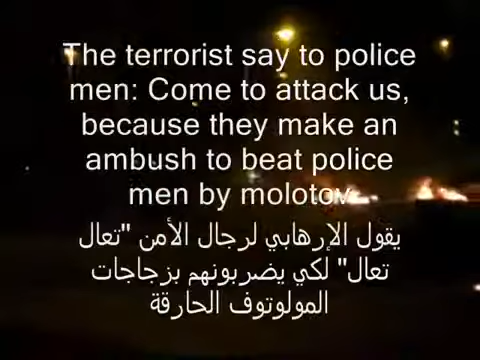 The terrorist say to police
men: Come to attack us,
because they make an
ambush to beat police
men by molotov
يقول الإرهابي لرجال الأمن "تعال
تعال" لكي يضربونهم بزجاجات
المولوتوف الحارقة